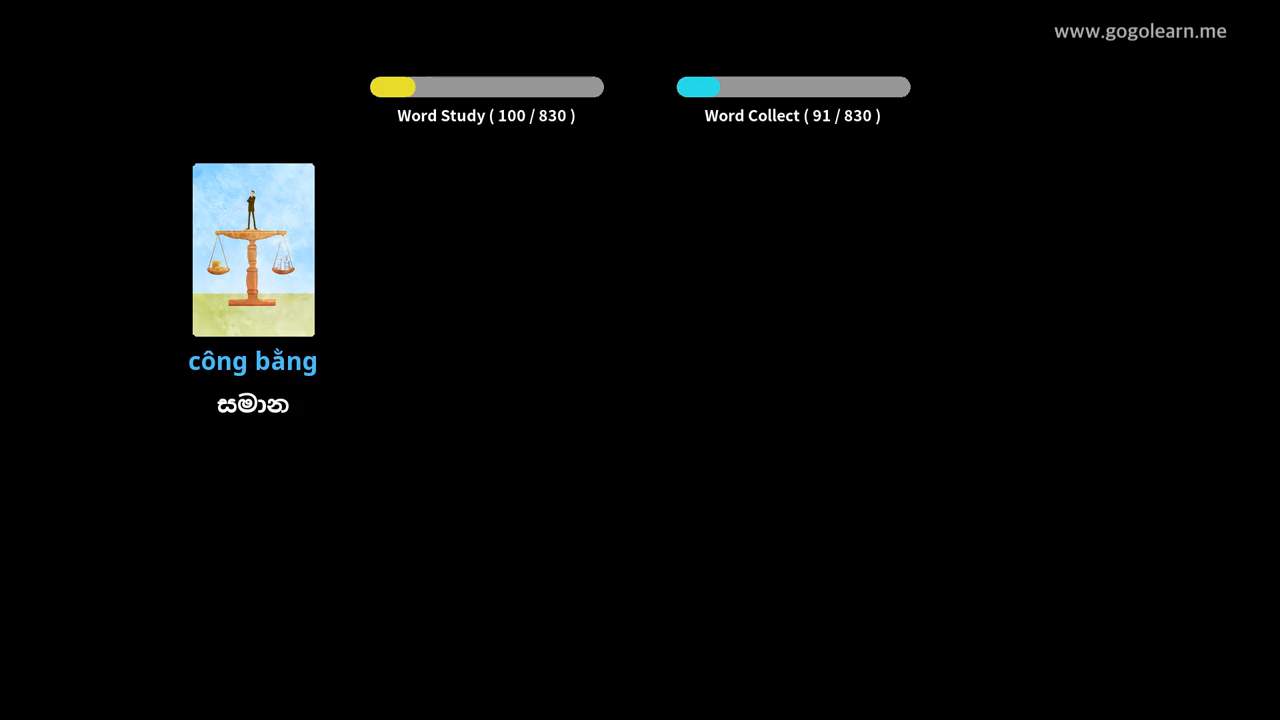 www.gogolearn.me
Word Study ( 100 / 830 )
Word Collect ( 91 / 830 )
công bằng
සමාන